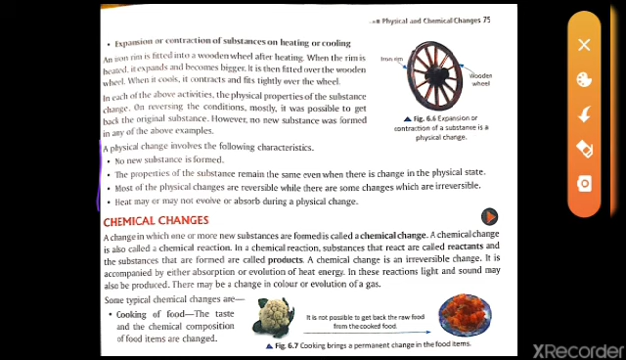 Physical and Chemical Changes 75
• Expansion or contraction of substances on heating or cooling
An iron rim is fitted into a wooden wheel after heating. When the rim is
heated, it expands and becomes bigger. It is then fitted over the wooden
wheel. When it cools, it contracts and fits tightly over the wheel.
Iron rim
Wooden
wheel
▲ Fig. 6.6 Expansion or
contraction of a substance is a
physical change.
In each of the above activities, the physical properties of the substance
change. On reversing the conditions, mostly, it was possible to get
back the original substance. However, no new substance was formed
in any of the above examples.
A physical change involves the following characteristics.
• No new substance is formed.
• The properties of the substance remain the same even when there is change in the physical state.
• Most of the physical changes are reversible while there are some changes which are irreversible.
• Heat may or may not evolve or absorb during a physical change.
CHEMICAL CHANGES
A change in which one or more new substances are formed is called a chemical change. A chemical change
is also called a chemical reaction. In a chemical reaction, substances that react are called reactants and
the substances that are formed are called products. A chemical change is an irreversible change. It is
accompanied by either absorption or evolution of heat energy. In these reactions light and sound may
also be produced. There may be a change in colour or evolution of a gas.
Some typical chemical changes are—
• Cooking of food—The taste
and the chemical composition
of food items are changed.
It is not possible to get back the raw food
from the cooked food.
▲ Fig. 6.7 Cooking brings a permanent change in the food items.
XRecorder